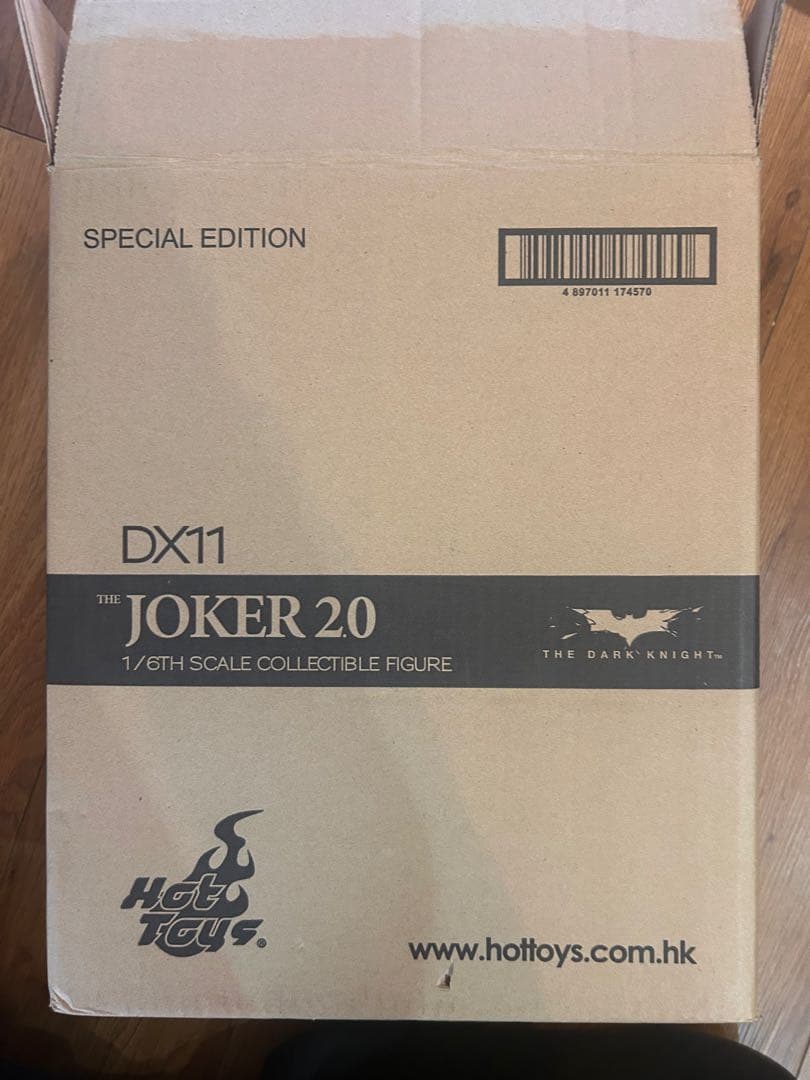 SPECIAL EDITION
4 897011 174570
DX11
THE JOKER 2.0
1/6TH SCALE COLLECTIBLE FIGURE
THE DARK KNIGHT™
Hot
Toys®
www.hottoys.com.hk